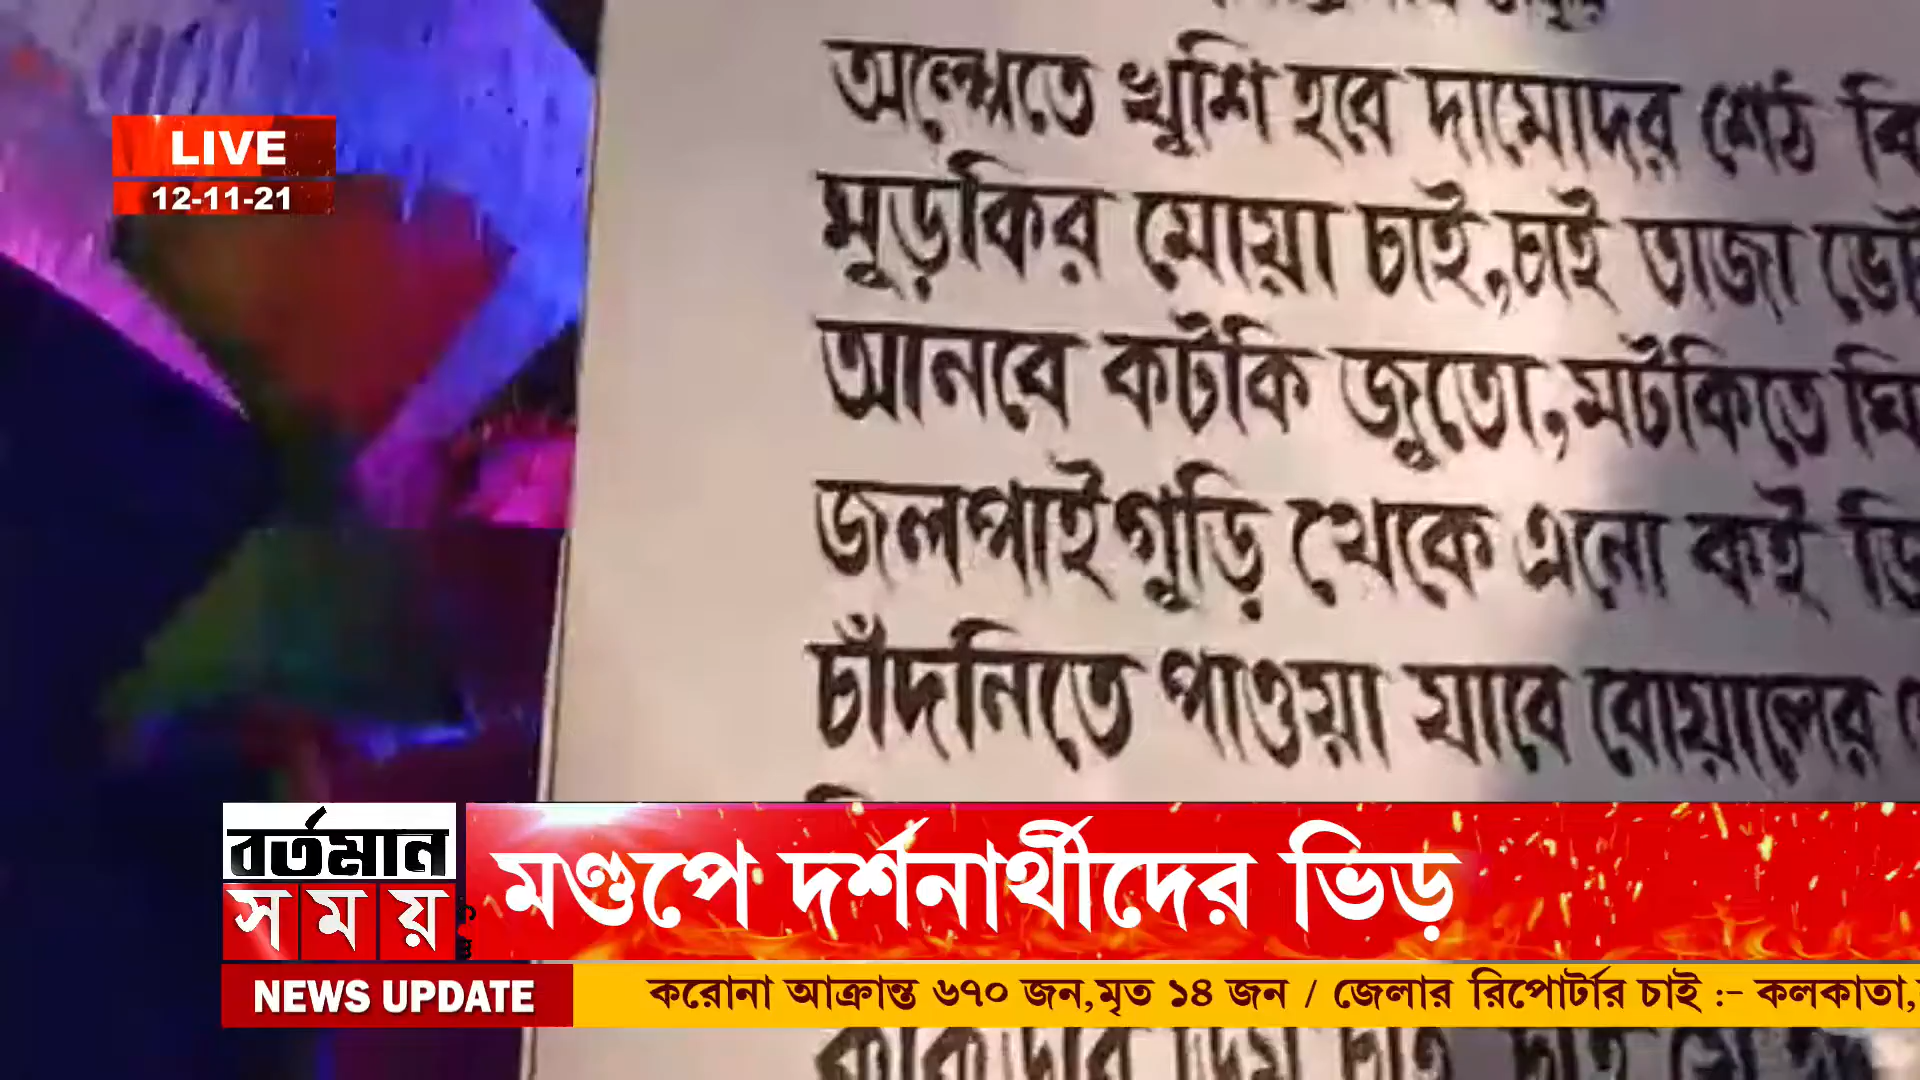 অল্পেতে খুশি হবে দামোদর শেঠ কি
LIVE
মুড়কির মোয়া চাই,চাই তাজা
12-11-21
আনবে কটকি জুতো,মটকিতে ঘি
জলপাইগুড়ি থেকে এনো কই
চাঁদনিতে পাওয়া যাবে বোয়ালের
বর্তমান
সময়
মণ্ডপে দর্শনার্থীদের ভিড়
NEWS UPDATE
করোনা আক্রান্ত ৬৭০ জন,মৃত ১৪ জন / জেলার রিপোর্টার চাই :- কলকাতা,